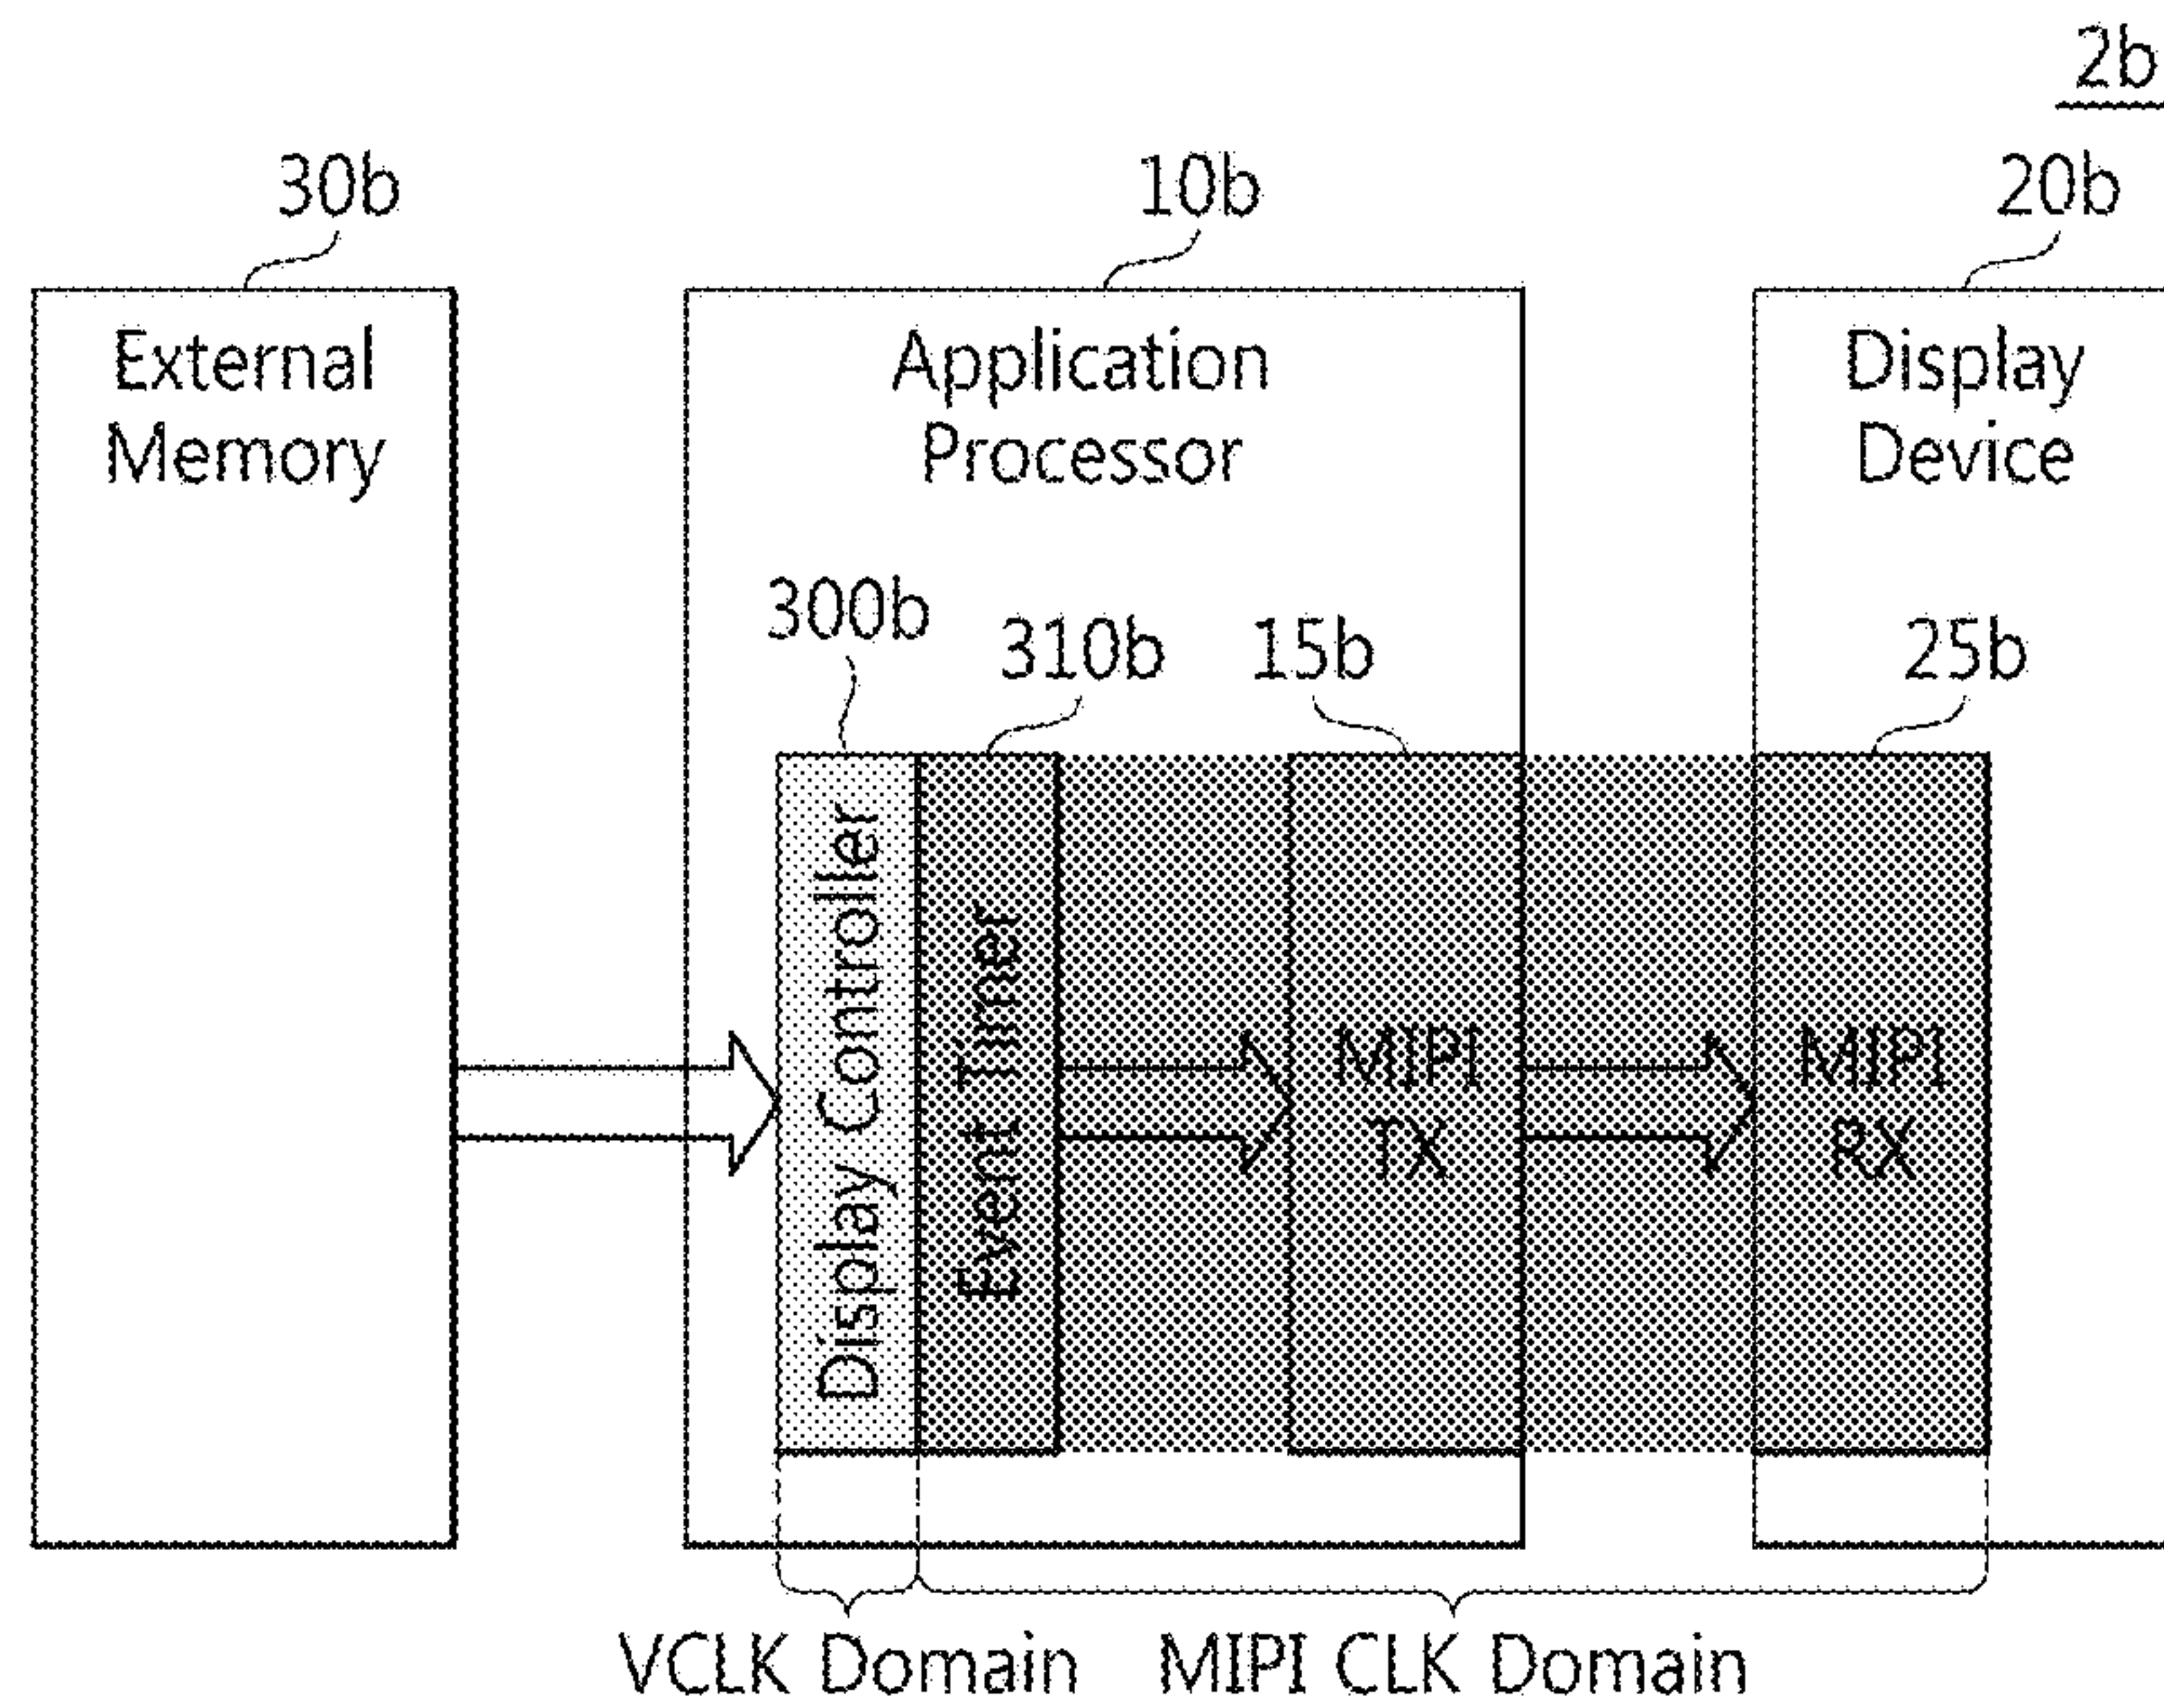 2b
30b
10b
20b
External
Memory
Application
Processor
Display
Device
300b
310b
15b
25b
Display Controller
Event Timer
MIPI
TX
MIPI
RX
VCLK Domain
MIPI CLK Domain